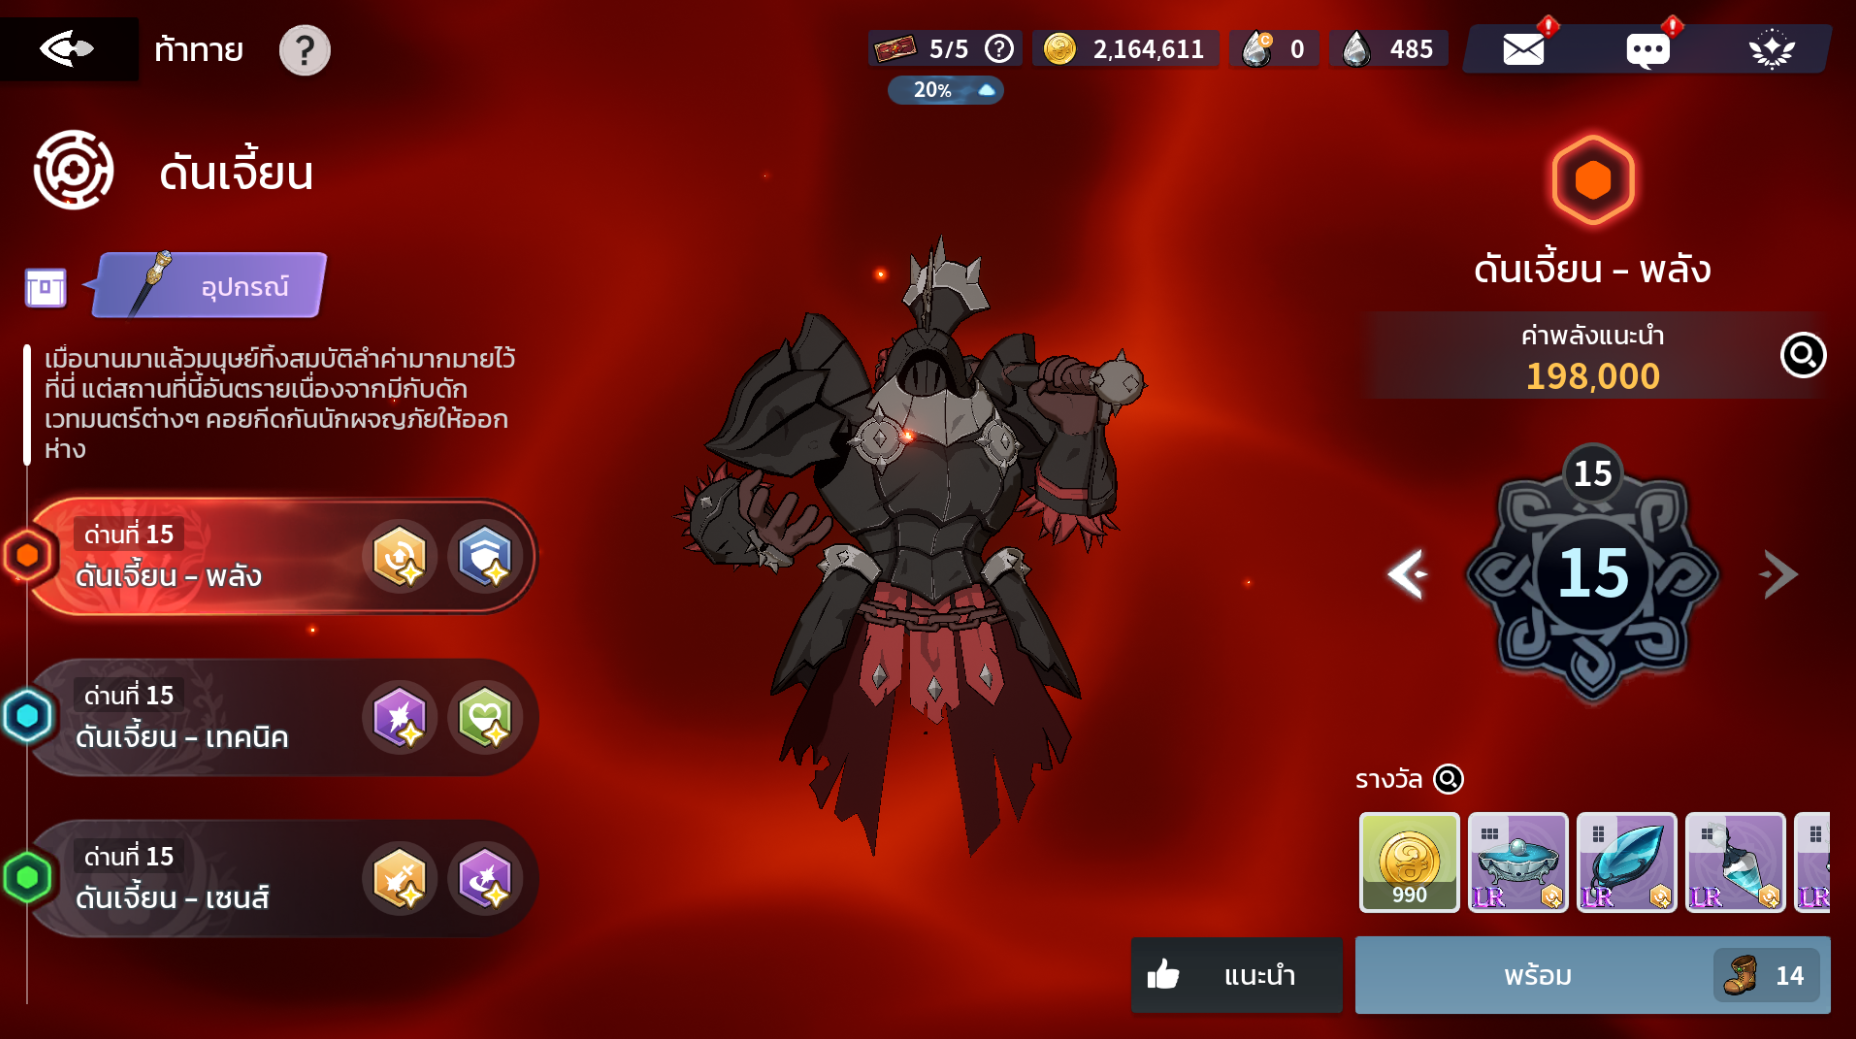 ท้าทาย
?
5/5
?
2,164,611
C
0
485
20%
ดันเจี้ยน
อุปกรณ์
เมื่อนานมาแล้วมนุษย์ทิ้งสมบัติล้ำค่ามากมายไว้
ที่นี่ แต่สถานที่นี้อันตรายเนื่องจากมีกับดัก
เวทมนตร์ต่างๆ คอยกีดกันนักผจญภัยให้ออก
ห่าง
ด่านที่ 15
ดันเจี้ยน - พลัง
ด่านที่ 15
ดันเจี้ยน - เทคนิค
ด่านที่ 15
ดันเจี้ยน - เซนส์
ดันเจี้ยน - พลัง
ค่าพลังแนะนำ
198,000
15
15
รางวัล
990
LR
LR
LR
LR
แนะนำ
พร้อม
14